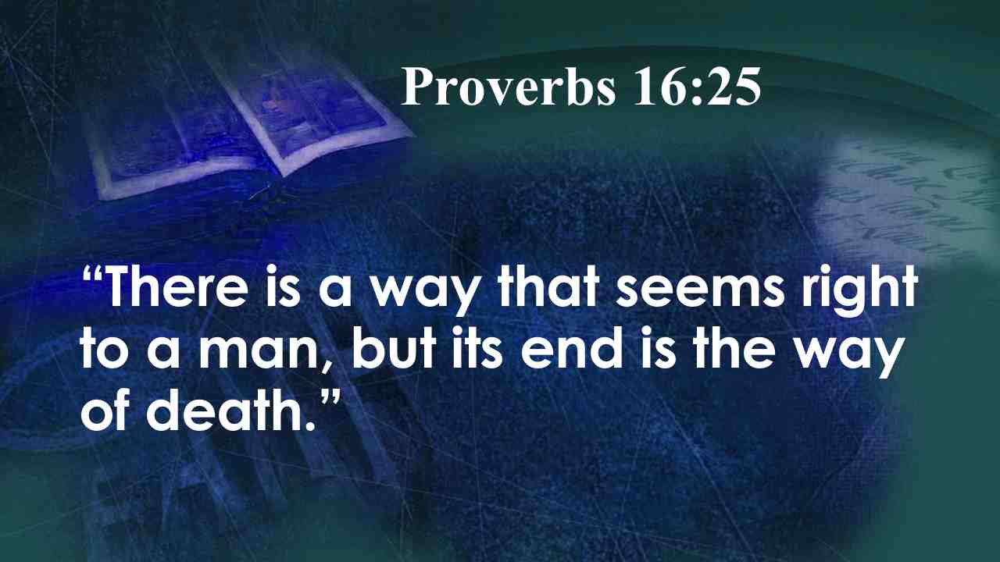 Proverbs 16:25
“There is a way that seems right
to a man, but its end is the way
of death.”